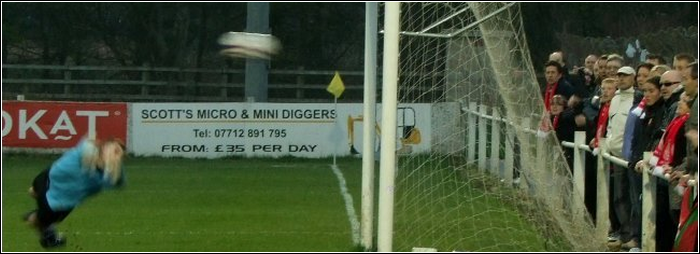 OKAT
SCOTT'S MICRO & MINI DIGGERS
Tel: 07712 891 795
FROM: £35 PER DAY